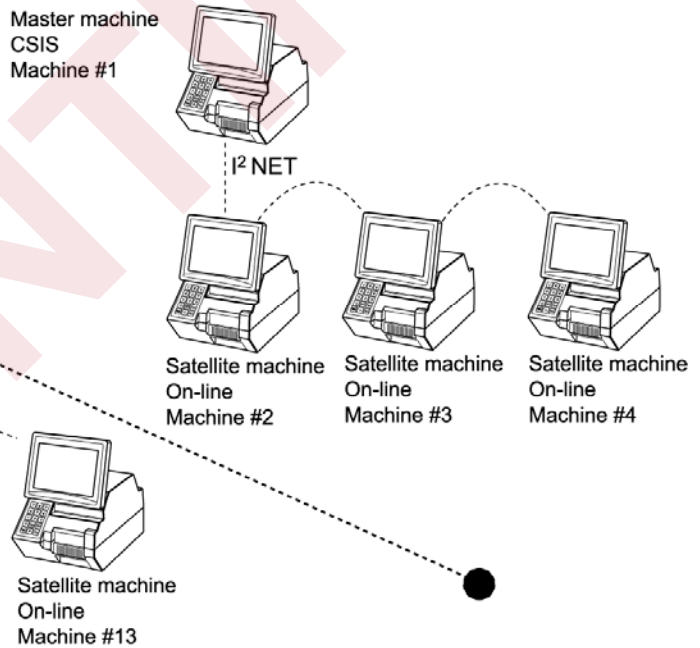 Master machine
CSIS
Machine #1
I² NET
Satellite machine
On-line
Machine #2
Satellite machine
On-line
Machine #3
Satellite machine
On-line
Machine #4
Satellite machine
On-line
Machine #13